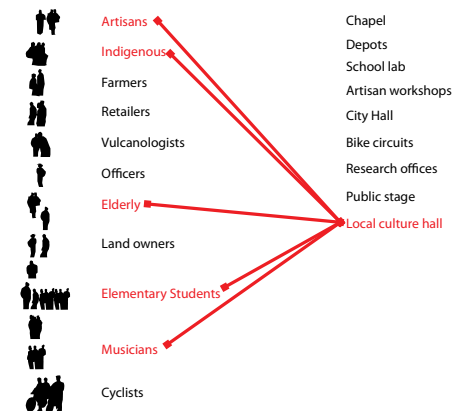 Artisans
Indigenous
Farmers
Retailers
Vulcanologists
Officers
Elderly
Land owners
Elementary Students
Musicians
Cyclists
Chapel
Depots
School lab
Artisan workshops
City Hall
Bike circuits
Research offices
Public stage
Local culture hall